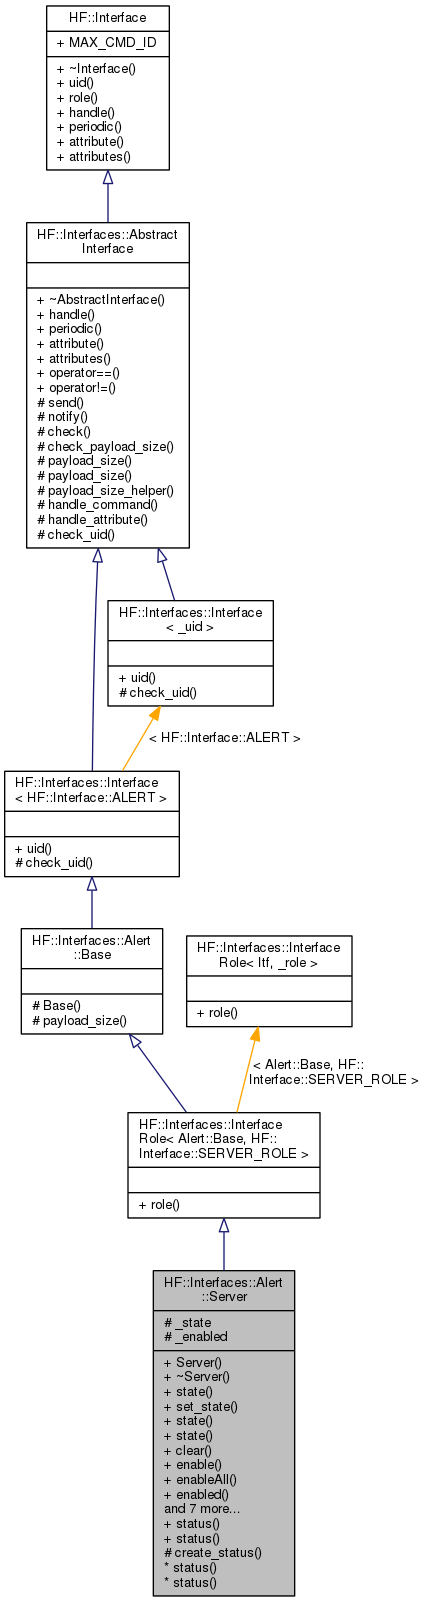 HF::Interface
+ MAX_CMD_ID
+ ~Interface()
+ uid()
+ role()
+ handle()
+ periodic()
+ attribute()
+ attributes()
HF::Interfaces::Abstract
Interface
+ ~AbstractInterface()
+ handle()
+ periodic()
+ attribute()
+ attributes()
+ operator==()
+ operator!=()
# send()
# notify()
# check()
# check_payload_size()
# payload_size()
# payload_size()
# payload_size_helper()
# handle_command()
# handle_attribute()
# check_uid()
HF::Interfaces::Interface
< _uid >
+ uid()
# check_uid()
< HF::Interface::ALERT >
HF::Interfaces::Interface
< HF::Interface::ALERT >
+ uid()
# check_uid()
HF::Interfaces::Alert
::Base
# Base()
# payload_size()
HF::Interfaces::Interface
Role< Itf, _role >
+ role()
< Alert::Base, HF::
Interface::SERVER_ROLE >
HF::Interfaces::Interface
Role< Alert::Base, HF::
Interface::SERVER_ROLE >
+ role()
HF::Interfaces::Alert
::Server
# _state
# _enabled
+ Server()
+ ~Server()
+ state()
+ set_state()
+ state()
+ state()
+ clear()
+ enable()
+ enableAll()
+ enabled()
and 7 more...
+ status()
+ status()
# create_status()
* status()
* status()